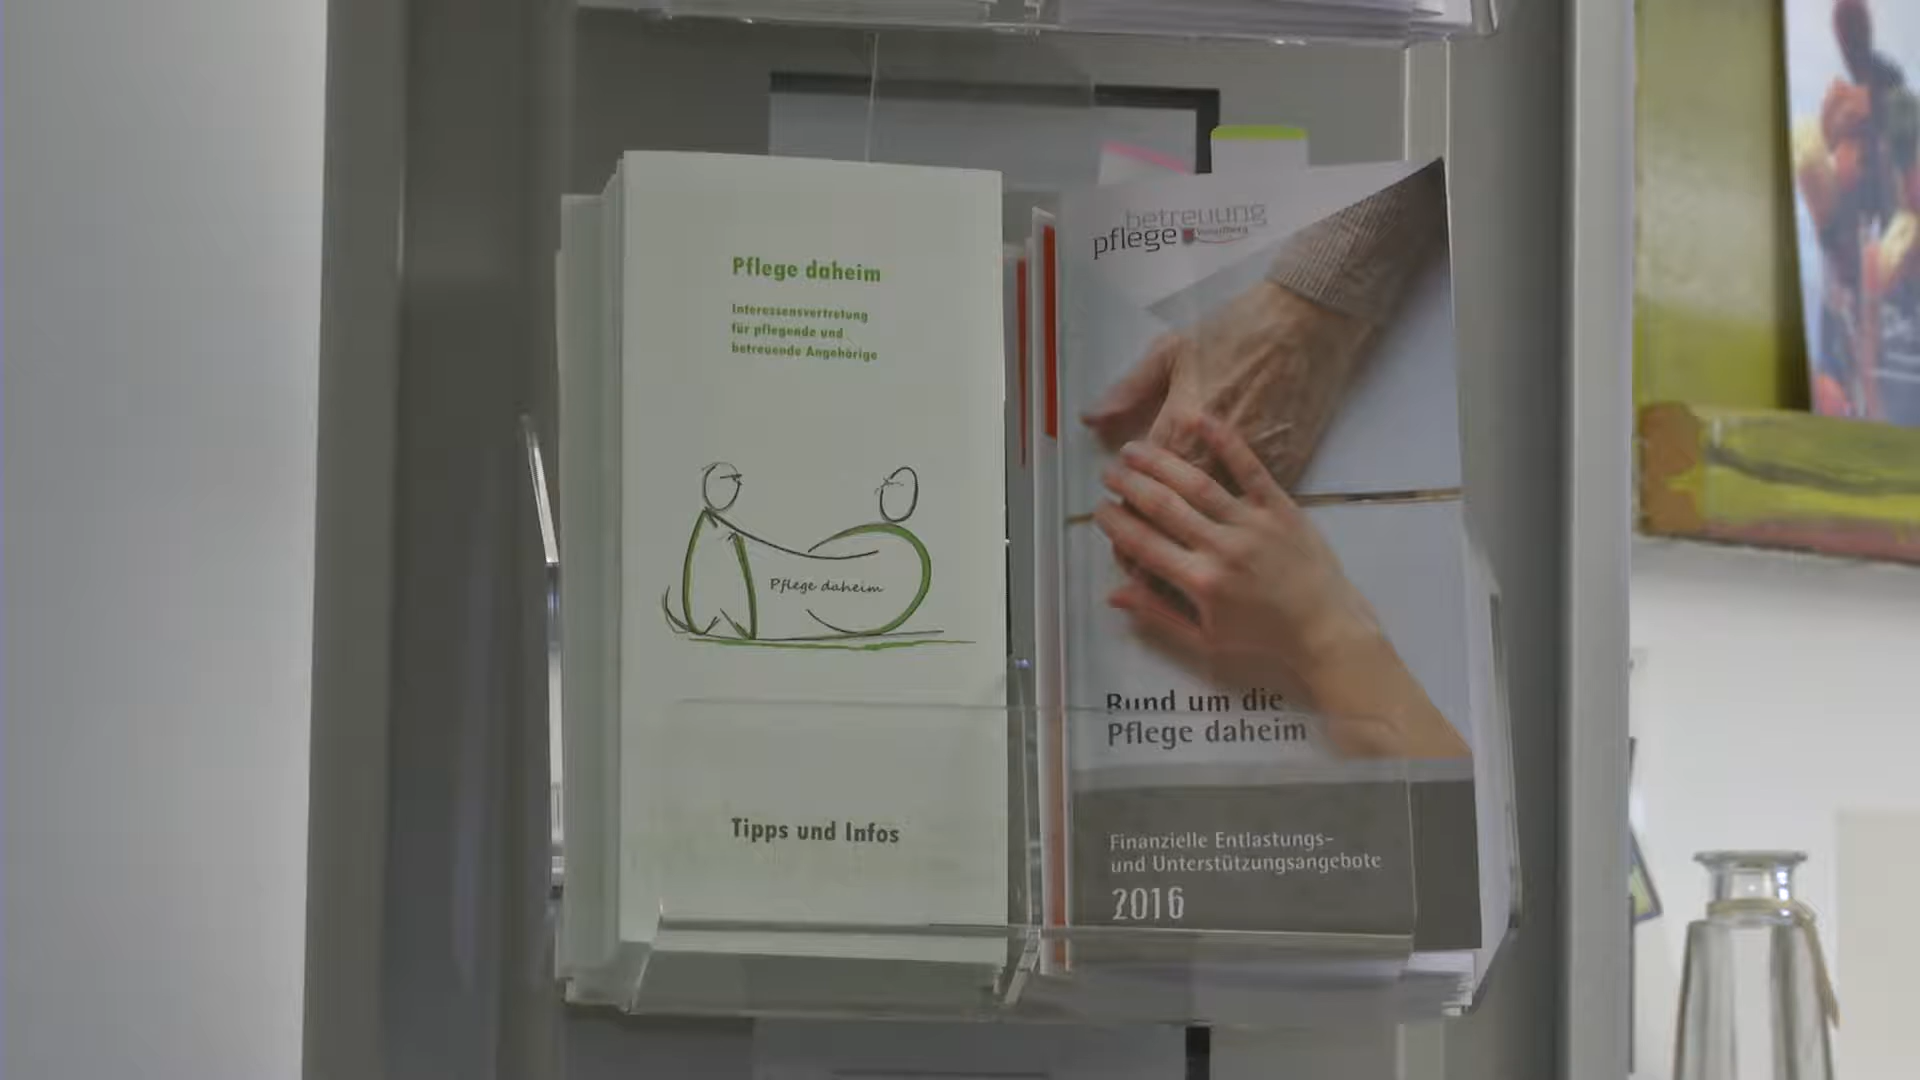 Pflege daheim
Interessensvertretung
für pflegende und
betreuende Angehörige
Pflege daheim
Tipps und Infos
betreuung
pflege Vorarlberg
Rund um die
Pflege daheim
Finanzielle Entlastungs-
und Unterstützungsangebote
2016